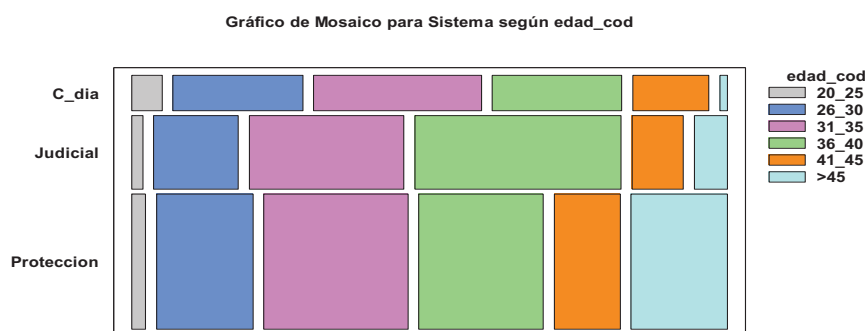 Gráfico de Mosaico para Sistema según edad_cod
C_dia
Judicial
Proteccion
edad_cod
20_25
26_30
31_35
36_40
41_45
>45